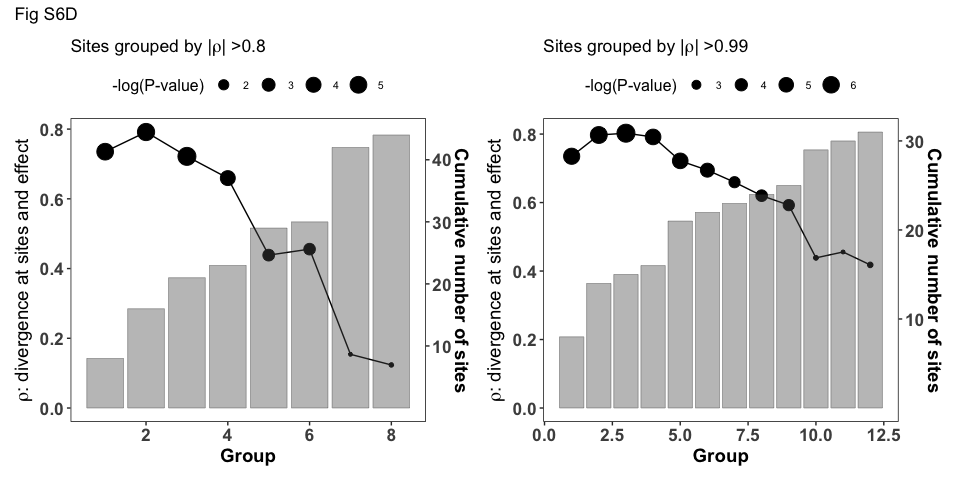 Fig S6D
Sites grouped by |ρ| >0.8
-log(P-value) 2 3 4 5
ρ: divergence at sites and effect
0.8
0.6
0.4
0.2
0.0
40
30
20
10
Cumulative number of sites
2 4 6 8
Group
Sites grouped by |ρ| >0.99
-log(P-value) 3 4 5 6
ρ: divergence at sites and effect
0.8
0.6
0.4
0.2
0.0
30
20
10
Cumulative number of sites
0.0 2.5 5.0 7.5 10.0 12.5
Group